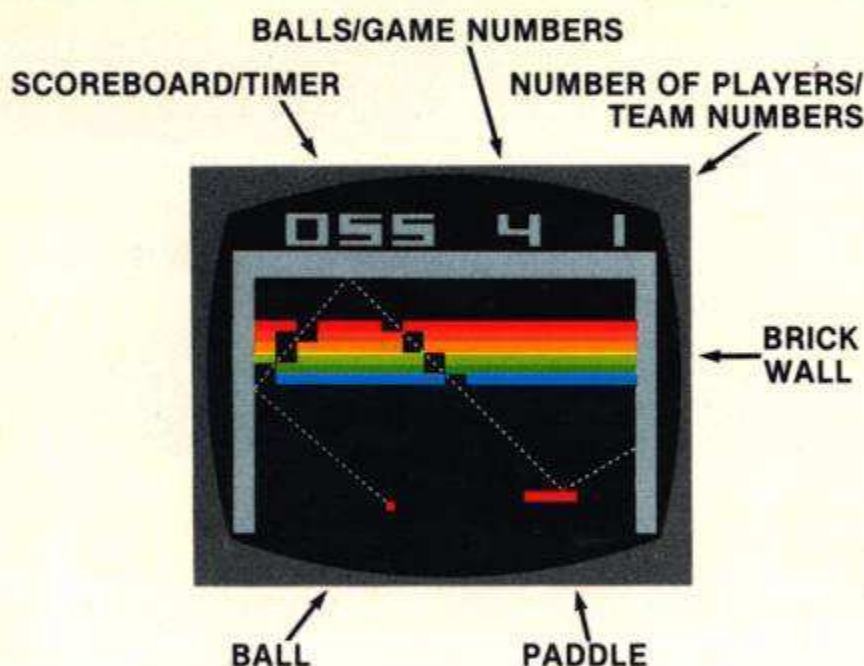 BALLS/GAME NUMBERS
SCOREBOARD/TIMER
NUMBER OF PLAYERS/
TEAM NUMBERS
055 4 1
BRICK
WALL
BALL
PADDLE